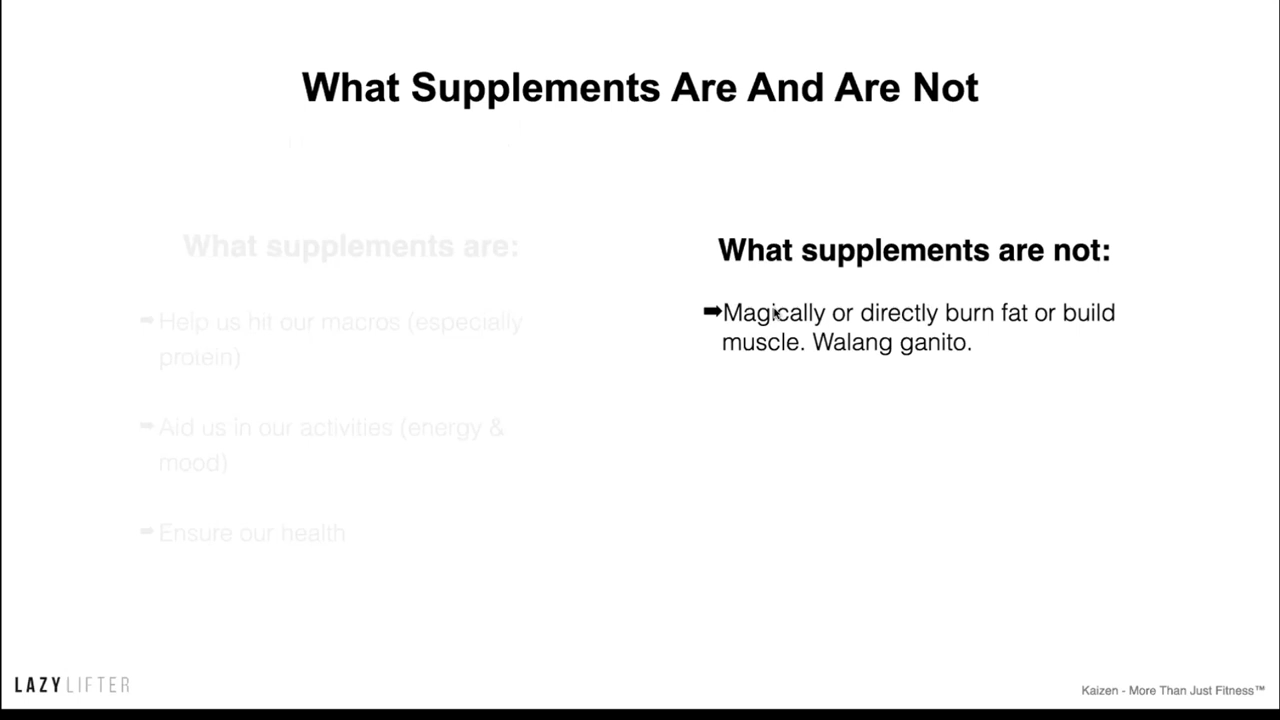 What Supplements Are And Are Not
What supplements are:
➡Help us hit our macros (especially
protein)
➡Aid us in our activities (energy &
mood)
➡Ensure our health
What supplements are not:
➡Magically or directly burn fat or build
muscle. Walang ganito.
LAZYLIFTER
Kaizen - More Than Just Fitness™